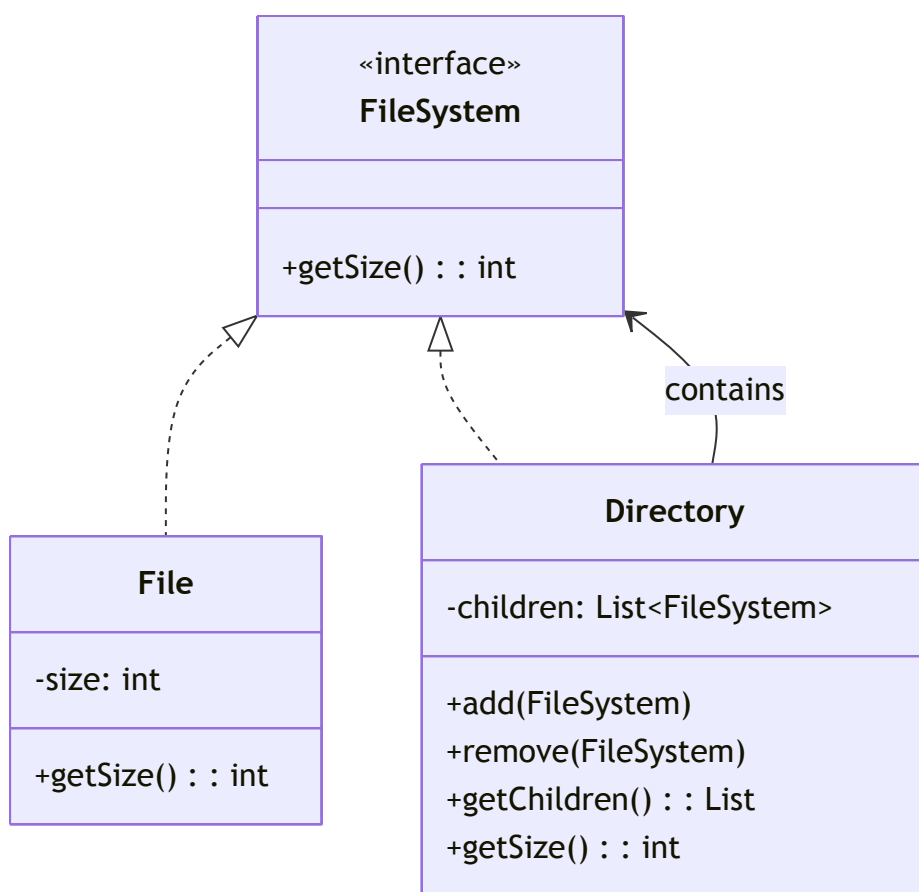 «interface»
FileSystem
+getSize() : : int
contains
File
-size: int
+getSize() : : int
Directory
-children: List<FileSystem>
+add(FileSystem)
+remove(FileSystem)
+getChildren() : : List
+getSize() : : int